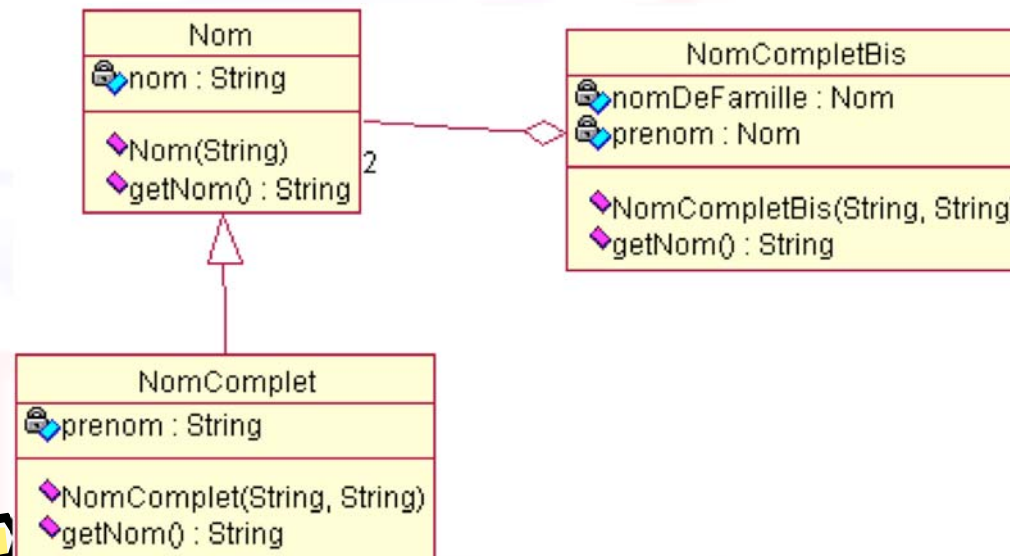 Nom
nom : String
Nom(String)
getNom() : String
2
NomCompletBis
nomDeFamille : Nom
prenom : Nom
NomCompletBis(String, String
getNom() : String
NomComplet
prenom : String
NomComplet(String, String)
getNom() : String